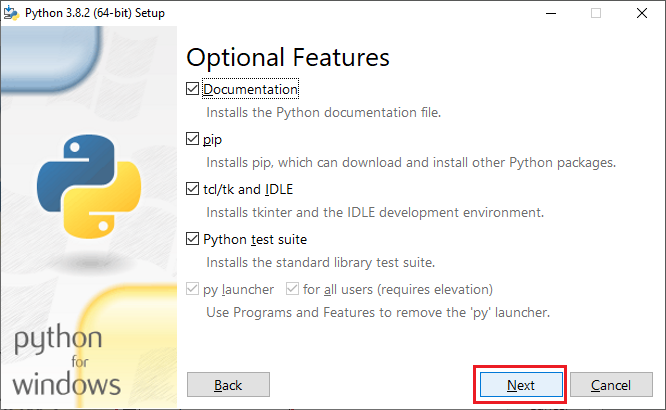 Python 3.8.2 (64-bit) Setup
Optional Features
Documentation
Installs the Python documentation file.
pip
Installs pip, which can download and install other Python packages.
tcl/tk and IDLE
Installs tkinter and the IDLE development environment.
Python test suite
Installs the standard library test suite.
py launcher for all users (requires elevation)
Use Programs and Features to remove the 'py' launcher.
python
for
windows
Back Next Cancel